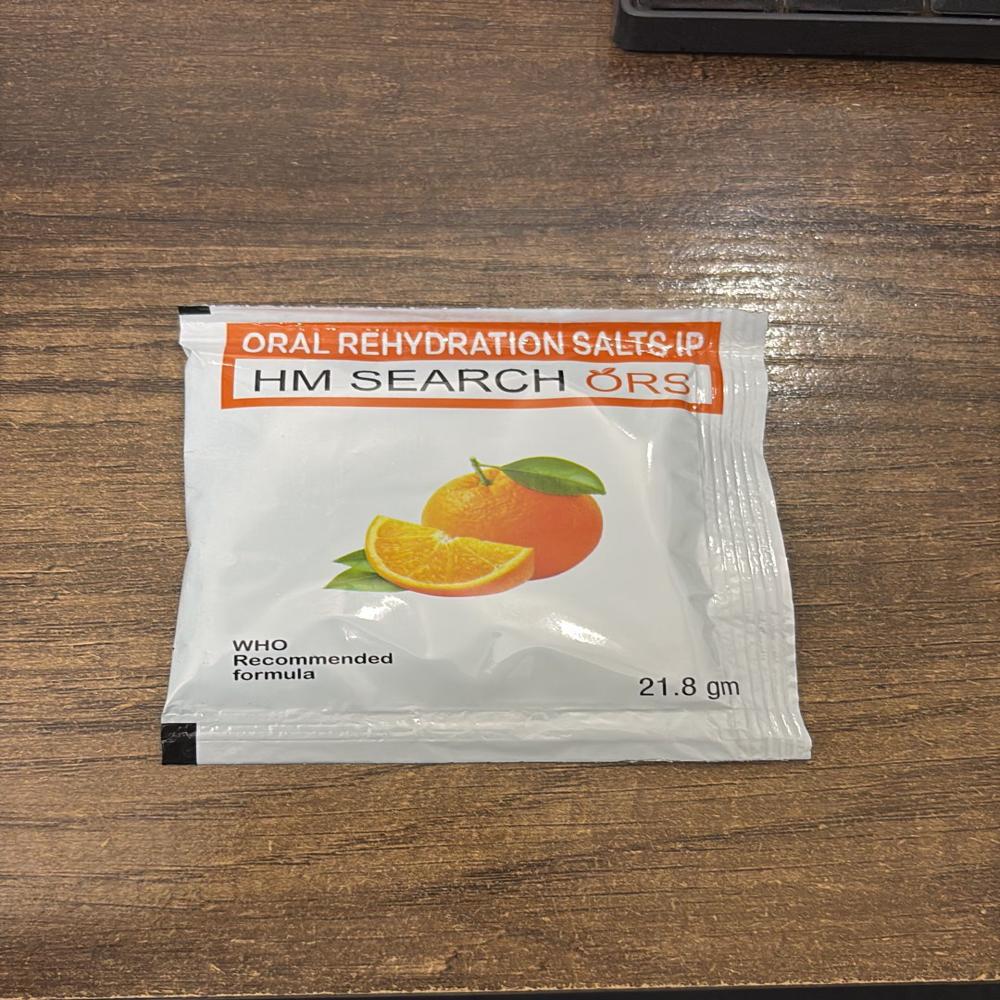 ORAL REHYDRATION SALTS IP
HM SEARCH ORS
WHO
Recommended
formula
21.8 gm